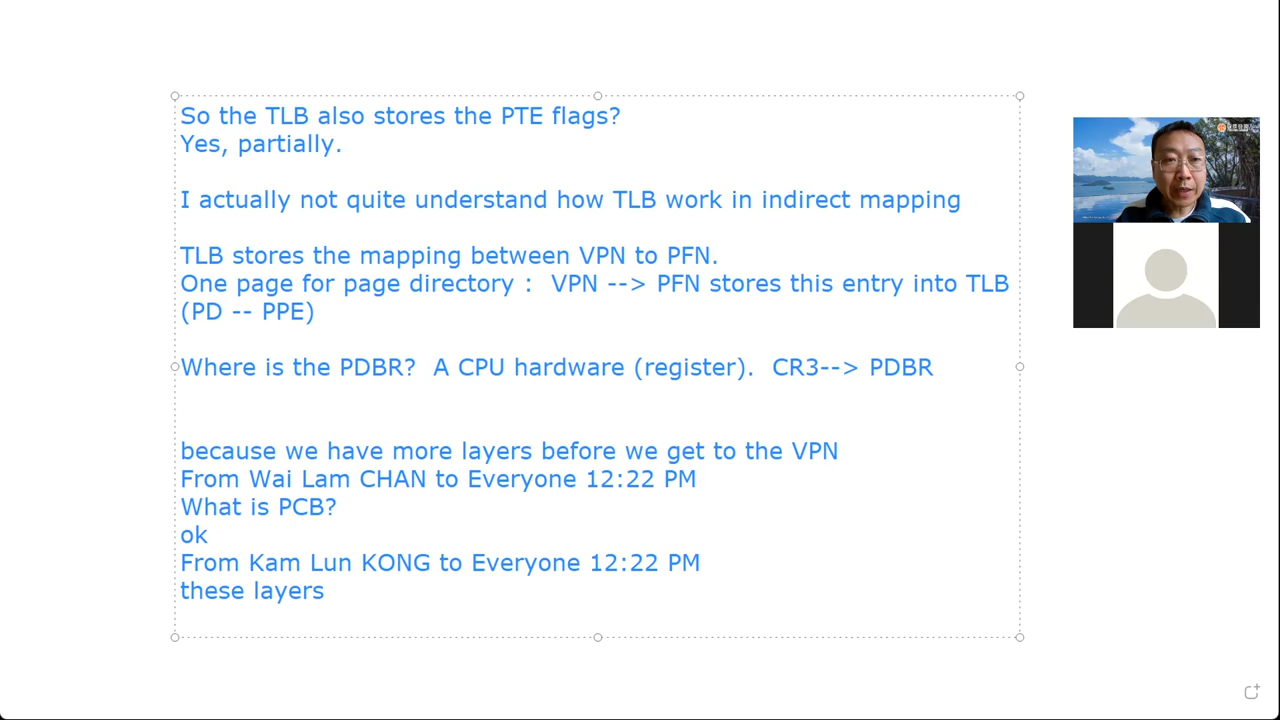 So the TLB also stores the PTE flags?
Yes, partially.
I actually not quite understand how TLB work in indirect mapping
TLB stores the mapping between VPN to PFN.
One page for page directory :  VPN --> PFN stores this entry into TLB
(PD -- PPE)
Where is the PDBR?  A CPU hardware (register).  CR3--> PDBR
because we have more layers before we get to the VPN
From Wai Lam CHAN to Everyone 12:22 PM
What is PCB?
ok
From Kam Lun KONG to Everyone 12:22 PM
these layers